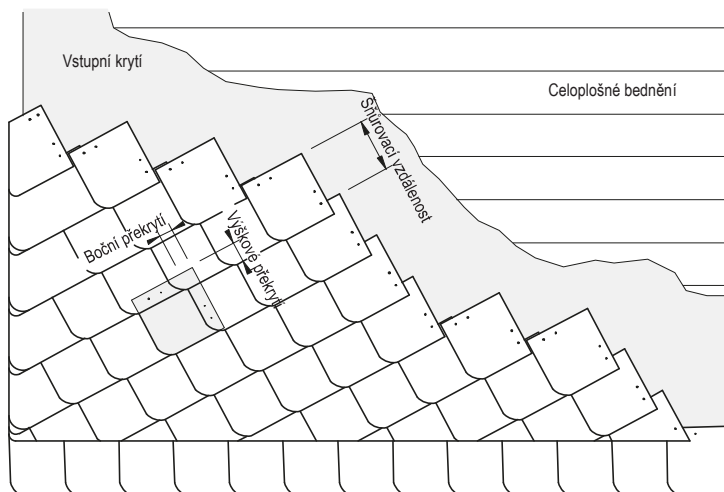 Vstupní krytí
Celoplošné bednění
Šňůrovací vzdálenost
Boční překrytí
Výškové překrytí